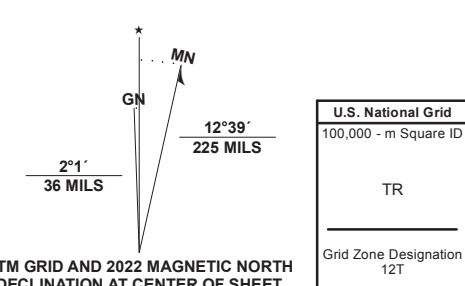 ★
MN
GN
12°39´
225 MILS
2°1´
36 MILS
TM GRID AND 2022 MAGNETIC NORTH
DECLINATION AT CENTER OF SHEET
U.S. National Grid
100,000 - m Square ID
TR
Grid Zone Designation
12T